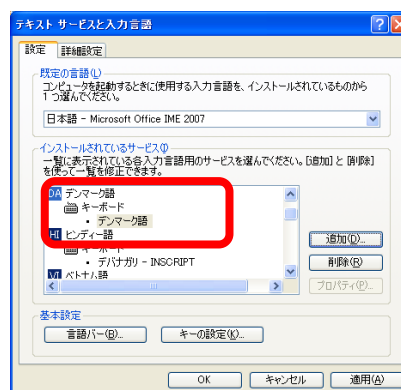 テキスト サービスと入力言語
設定 詳細設定
既定の言語(L)
コンピュータを起動するときに使用する入力言語を、インストールされているものから
1 つ選んでください。
日本語 - Microsoft Office IME 2007
インストールされているサービス(I)
一覧に表示されている各入力言語用のサービスを選んでください。[追加] と [削除]
を使って一覧を修正できます。
DA デンマーク語
キーボード
・ デンマーク語
HI ヒンディー語
キーボード
・ デバナガリ - INSCRIPT
VI ベトナム語
追加(D)...
削除(R)
プロパティ(P)...
基本設定
言語バー(B)... キーの設定(K)...
OK キャンセル 適用(A)